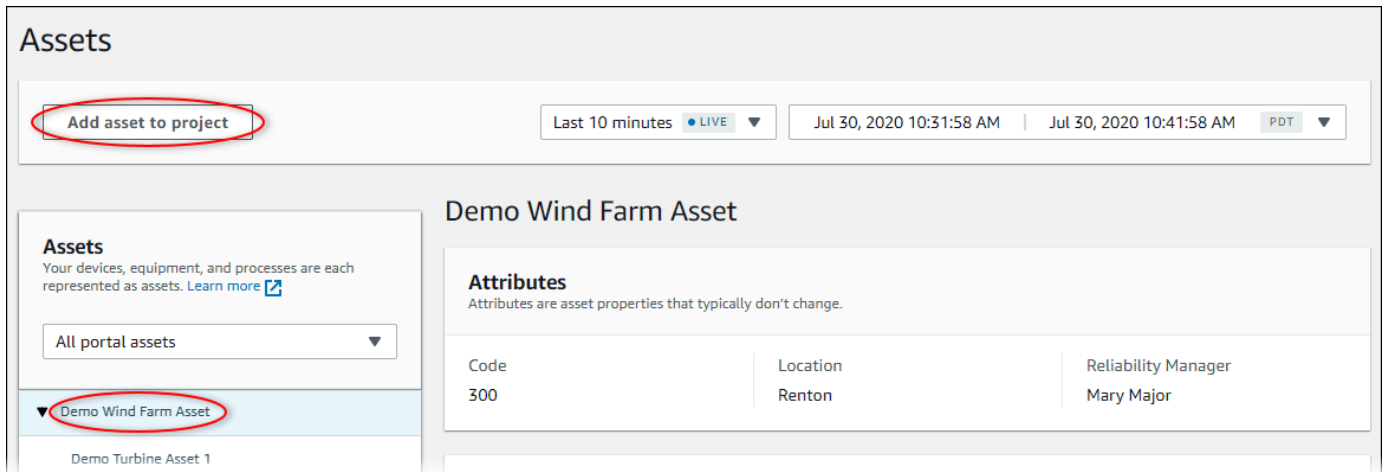 Assets
Add asset to project
Last 10 minutes LIVE
Jul 30, 2020 10:31:58 AM Jul 30, 2020 10:41:58 AM PDT
Assets
Your devices, equipment, and processes are each
represented as assets. Learn more
All portal assets
Demo Wind Farm Asset
Demo Turbine Asset 1
Demo Wind Farm Asset
Attributes
Attributes are asset properties that typically don't change.
Code
300
Location
Renton
Reliability Manager
Mary Major